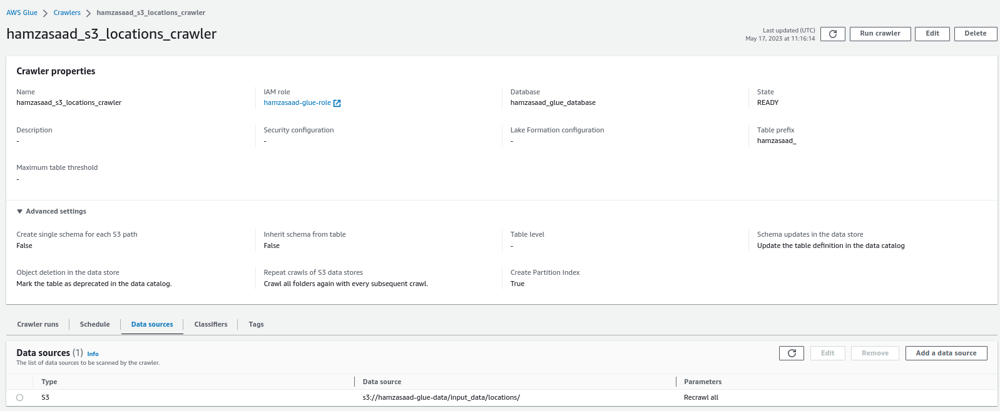 AWS Glue > Crawlers > hamzasaad_s3_locations_crawler
hamzasaad_s3_locations_crawler
Last updated (UTC)
May 17, 2023 at 11:16:14
Run crawler Edit Delete
Crawler properties
Name IAM role Database State
hamzasaad_s3_locations_crawler hamzasaad-glue-role hamzasaad_glue_database READY
Description Security configuration Lake Formation configuration Table prefix
- - - hamzasaad_
Maximum table threshold
-
Advanced settings
Create single schema for each S3 path Inherit schema from table Table level Schema updates in the data store
False False - Update the table definition in the data catalog
Object deletion in the data store Repeat crawls of S3 data stores Create Partition Index
Mark the table as deprecated in the data catalog. Crawl all folders again with every subsequent crawl. True
Crawler runs Schedule Data sources Classifiers Tags
Data sources (1) Info Edit Remove Add a data source
The list of data sources to be scanned by the crawler.
Type Data source Parameters
S3 s3://hamzasaad-glue-data/input_data/locations/ Recrawl all